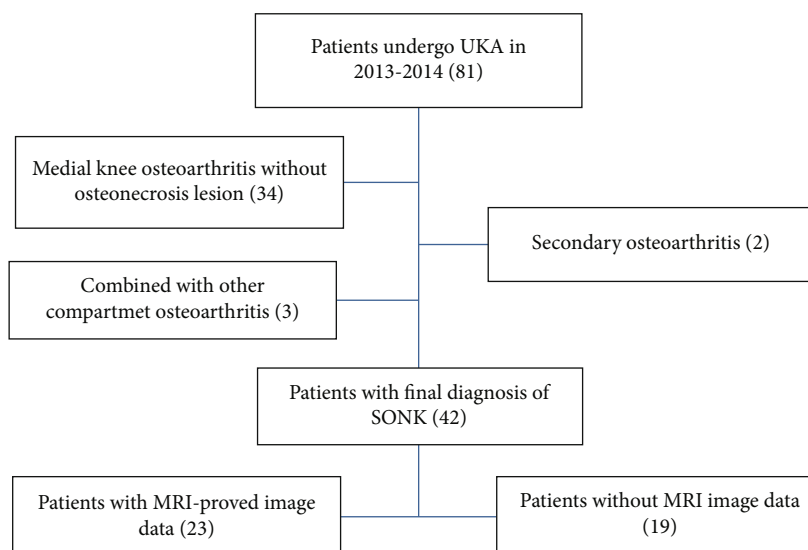 Patients undergo UKA in
2013-2014 (81)
Medial knee osteoarthritis without
osteonecrosis lesion (34)
Secondary osteoarthritis (2)
Combined with other
compartmet osteoarthritis (3)
Patients with final diagnosis of
SONK (42)
Patients with MRI-proved image
data (23)
Patients without MRI image data
(19)